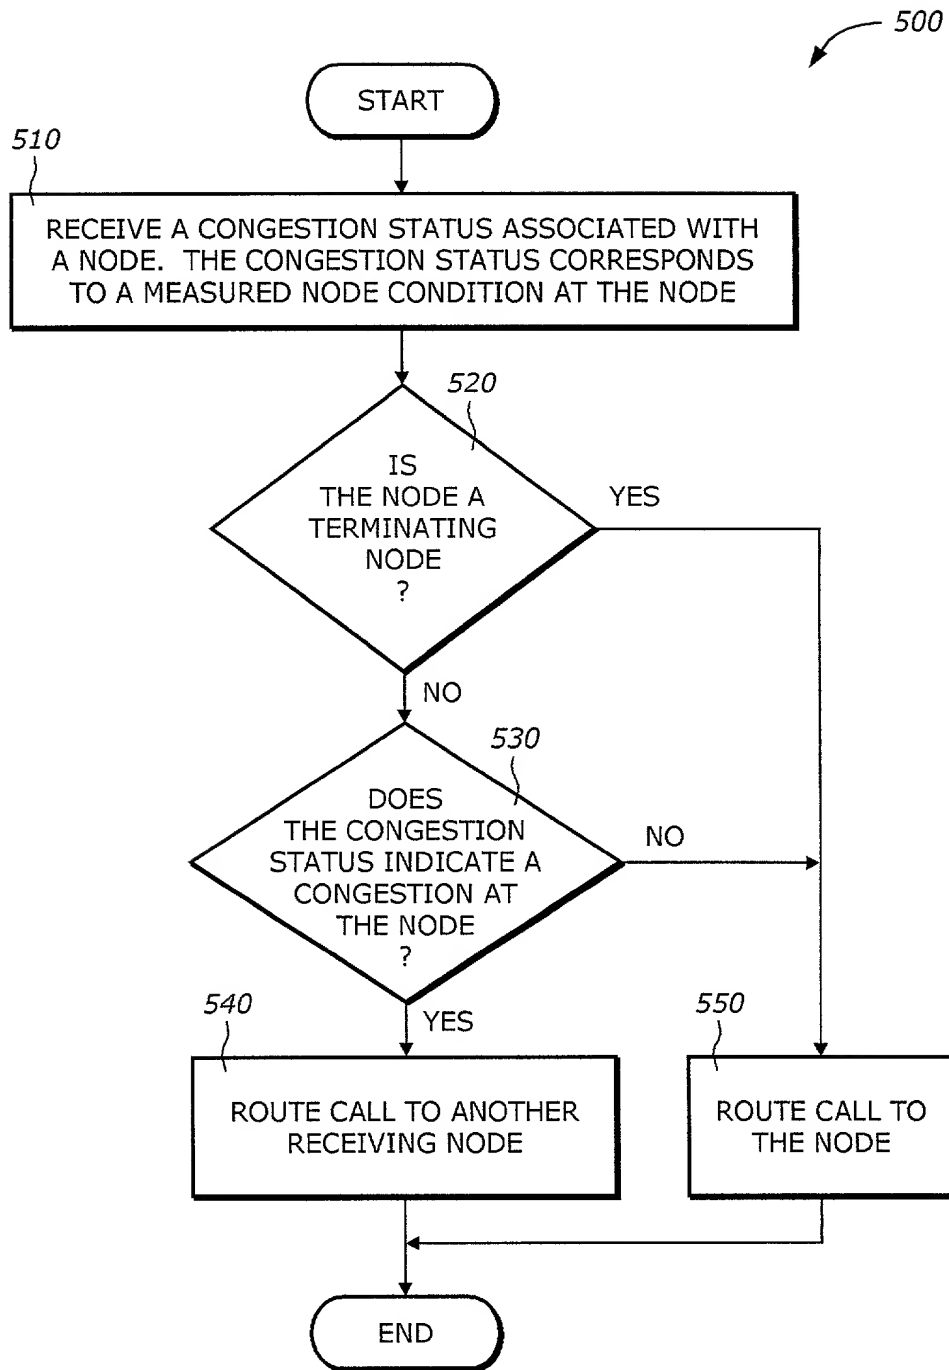 500
START
510
RECEIVE A CONGESTION STATUS ASSOCIATED WITH
A NODE. THE CONGESTION STATUS CORRESPONDS
TO A MEASURED NODE CONDITION AT THE NODE
520
IS
THE NODE A
TERMINATING
NODE
?
YES
NO
530
DOES
THE CONGESTION
STATUS INDICATE A
CONGESTION AT
THE NODE
?
NO
YES
540
ROUTE CALL TO ANOTHER
RECEIVING NODE
550
ROUTE CALL TO
THE NODE
END